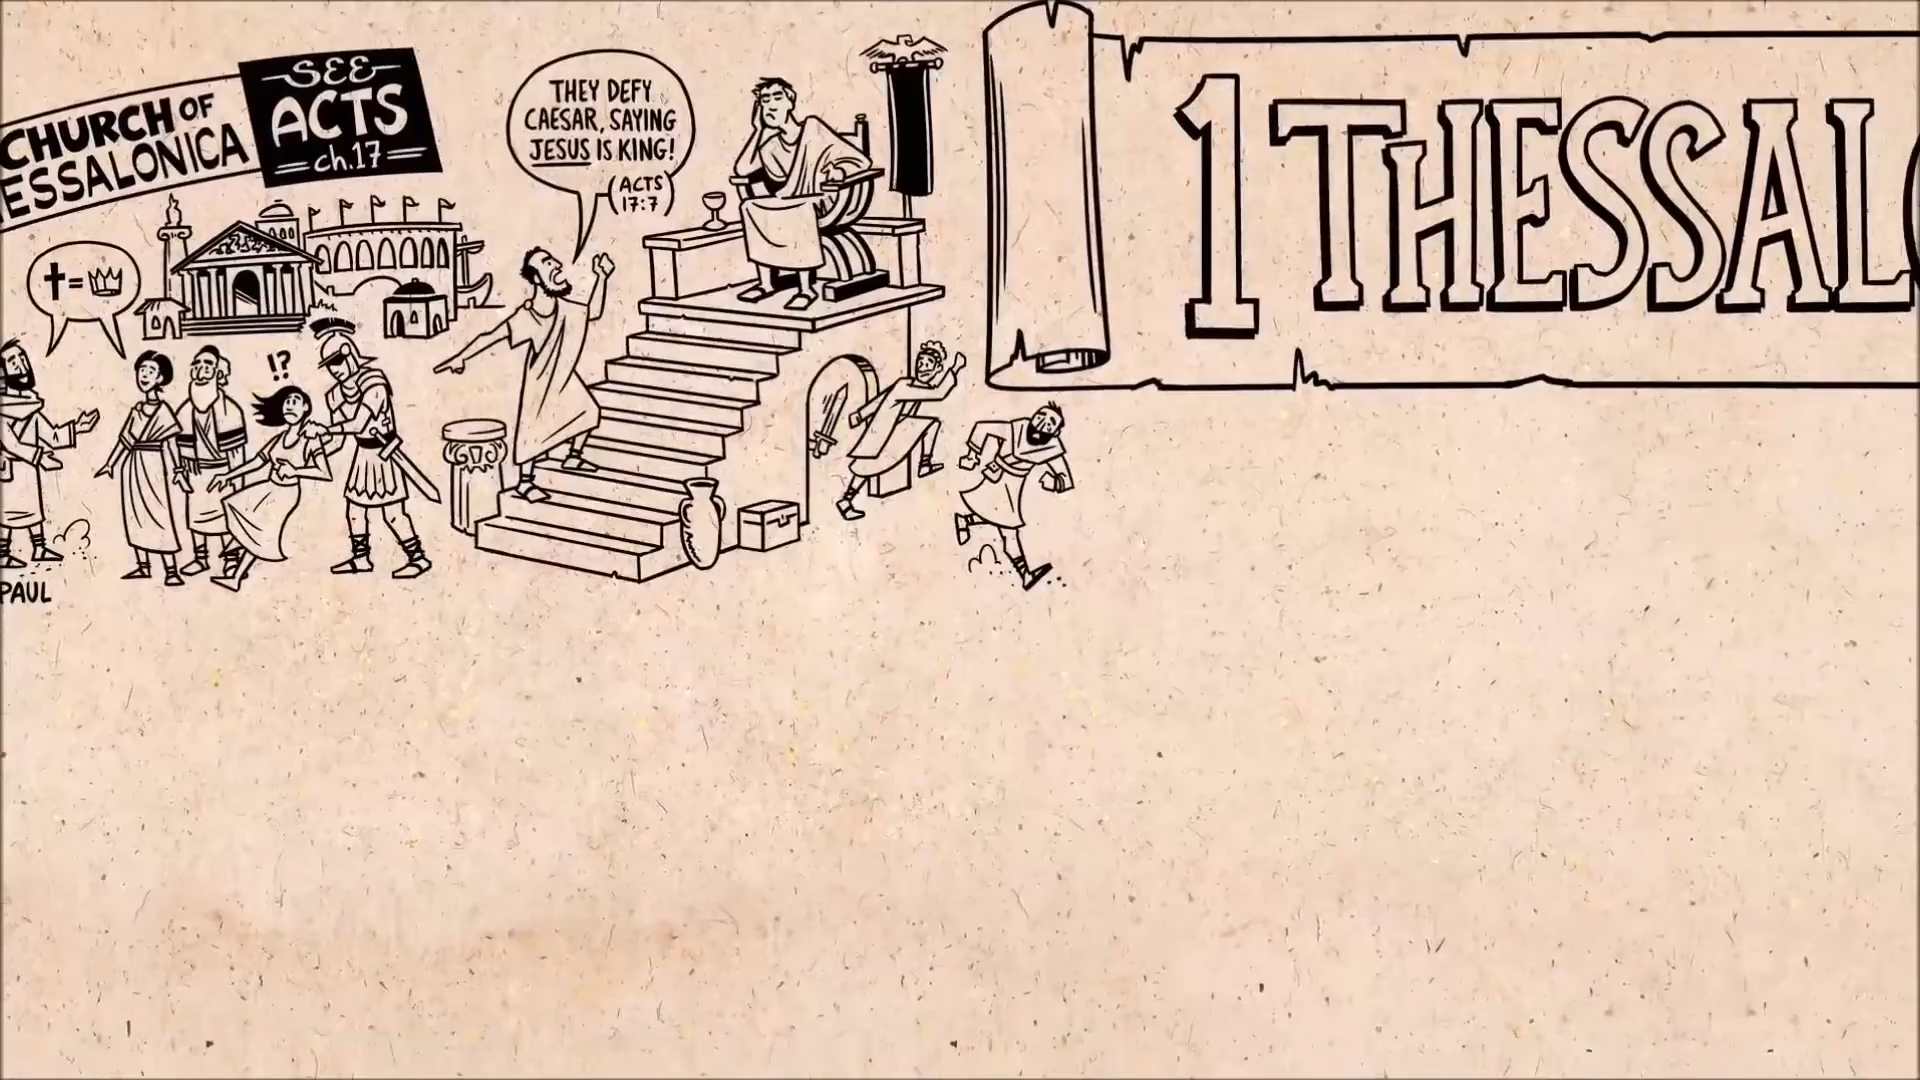 CHURCH OF
ESSALONICA
SEE
ACTS
ch.17
THEY DEFY
CAESAR, SAYING
JESUS IS KING!
(ACTS
17:7)
1 THESSAL
!?
PAUL